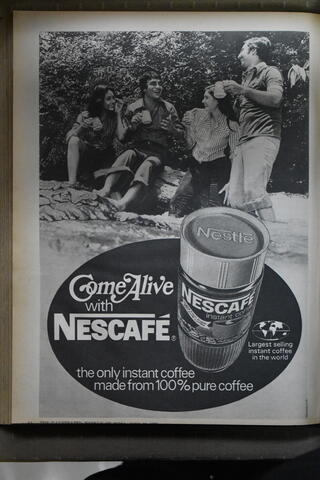 Nestlé
NESCAFÉ
instant
Come Alive
with
NESCAFÉ®
Largest selling
instant coffee
in the world
the only instant coffee
made from 100% pure coffee